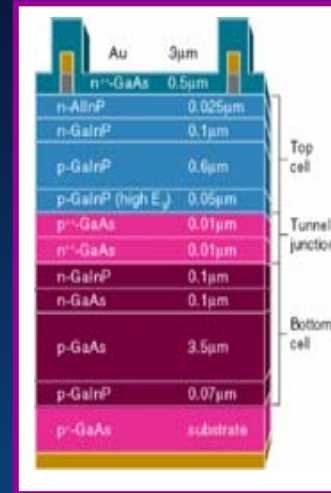 Au 3μm
n⁺⁺-GaAs 0.5μm
n-AlInP 0.025μm
n-GaInP 0.1μm
p-GaInP 0.6μm
p-GaInP (high E_g) 0.05μm
p⁺⁺-GaAs 0.01μm
n⁺⁺-GaAs 0.01μm
n-GaInP 0.1μm
n-GaAs 0.1μm
p-GaAs 3.5μm
p-GaInP 0.07μm
p⁺-GaAs substrate
Top
cell
Tunnel
junction
Bottom
cell